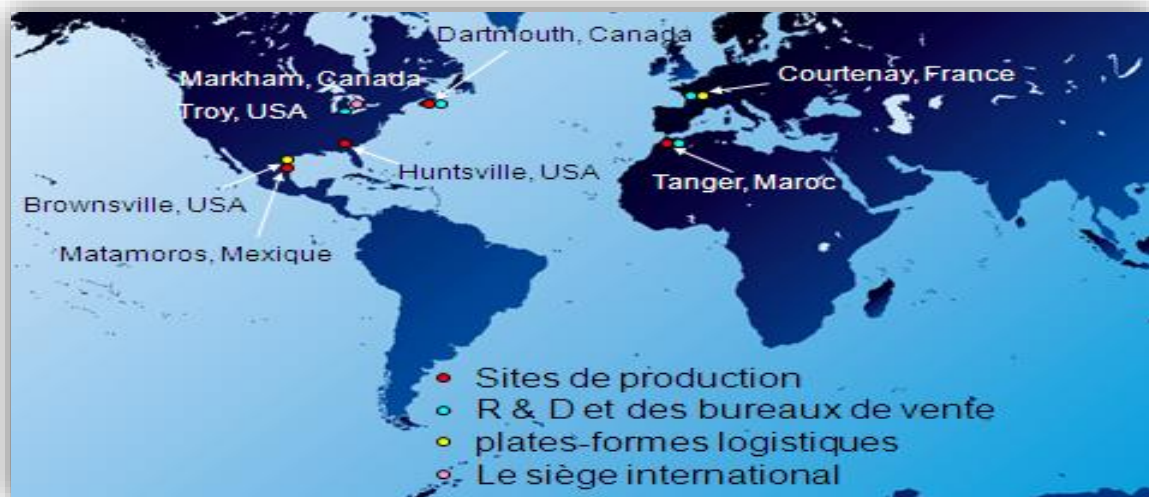 Dartmouth, Canada
Markham, Canada
Courtenay, France
Troy, USA
Huntsville, USA
Tanger, Maroc
Brownsville, USA
Matamoros, Mexique
Sites de production
R & D et des bureaux de vente
plates-formes logistiques
Le siège international